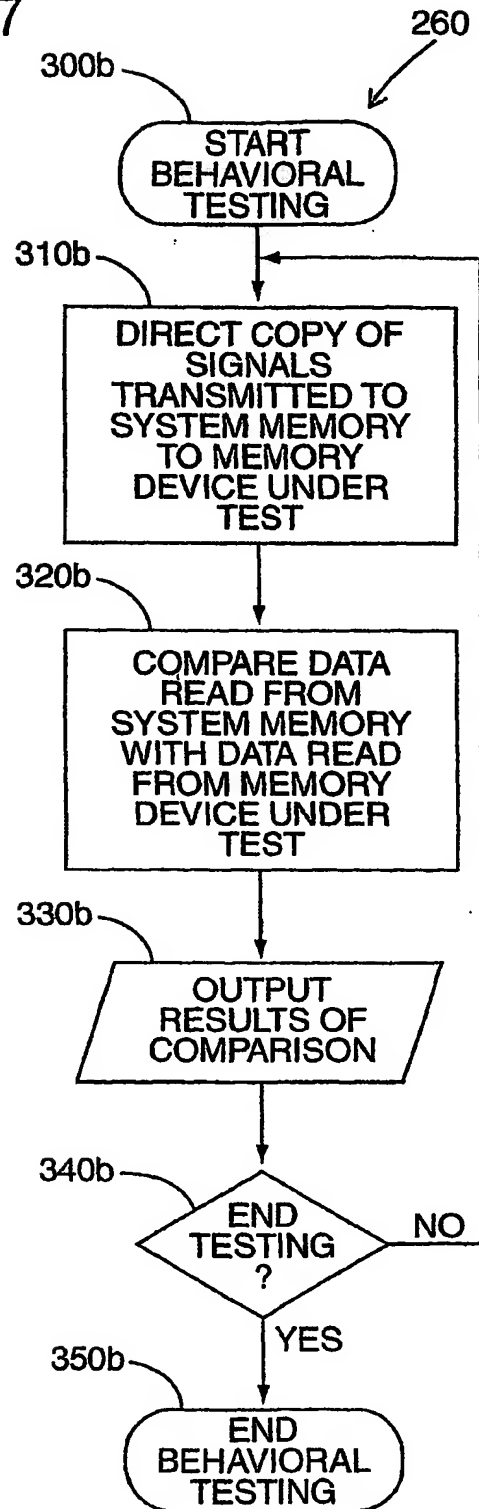 7
260
300b
START
BEHAVIORAL
TESTING
310b
DIRECT COPY OF
SIGNALS
TRANSMITTED TO
SYSTEM MEMORY
TO MEMORY
DEVICE UNDER
TEST
320b
COMPARE DATA
READ FROM
SYSTEM MEMORY
WITH DATA READ
FROM MEMORY
DEVICE UNDER
TEST
330b
OUTPUT
RESULTS OF
COMPARISON
340b
END
TESTING
?
NO
YES
350b
END
BEHAVIORAL
TESTING